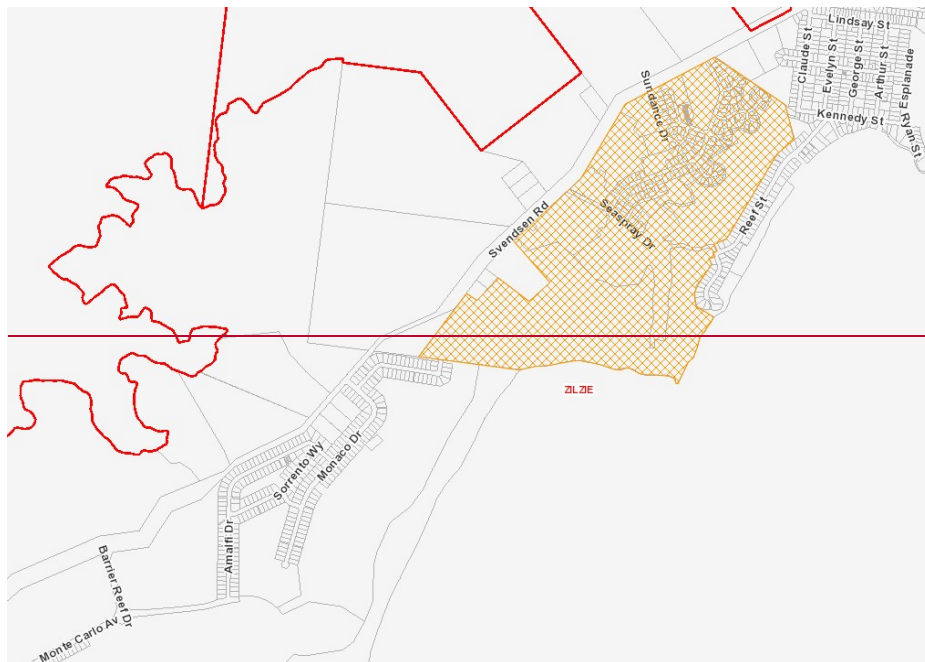 Lindsay St
Claude St
Evelyn St
George St
Arthur St
Esplanade
Kennedy St
Ryan St
Sundance Dr
Seaspray Dr
Reef St
Svendsen Rd
ZILZIE
Sorrento Wy
Monaco Dr
Amalfi Dr
Barrier Reef Dr
Monte Carlo Av